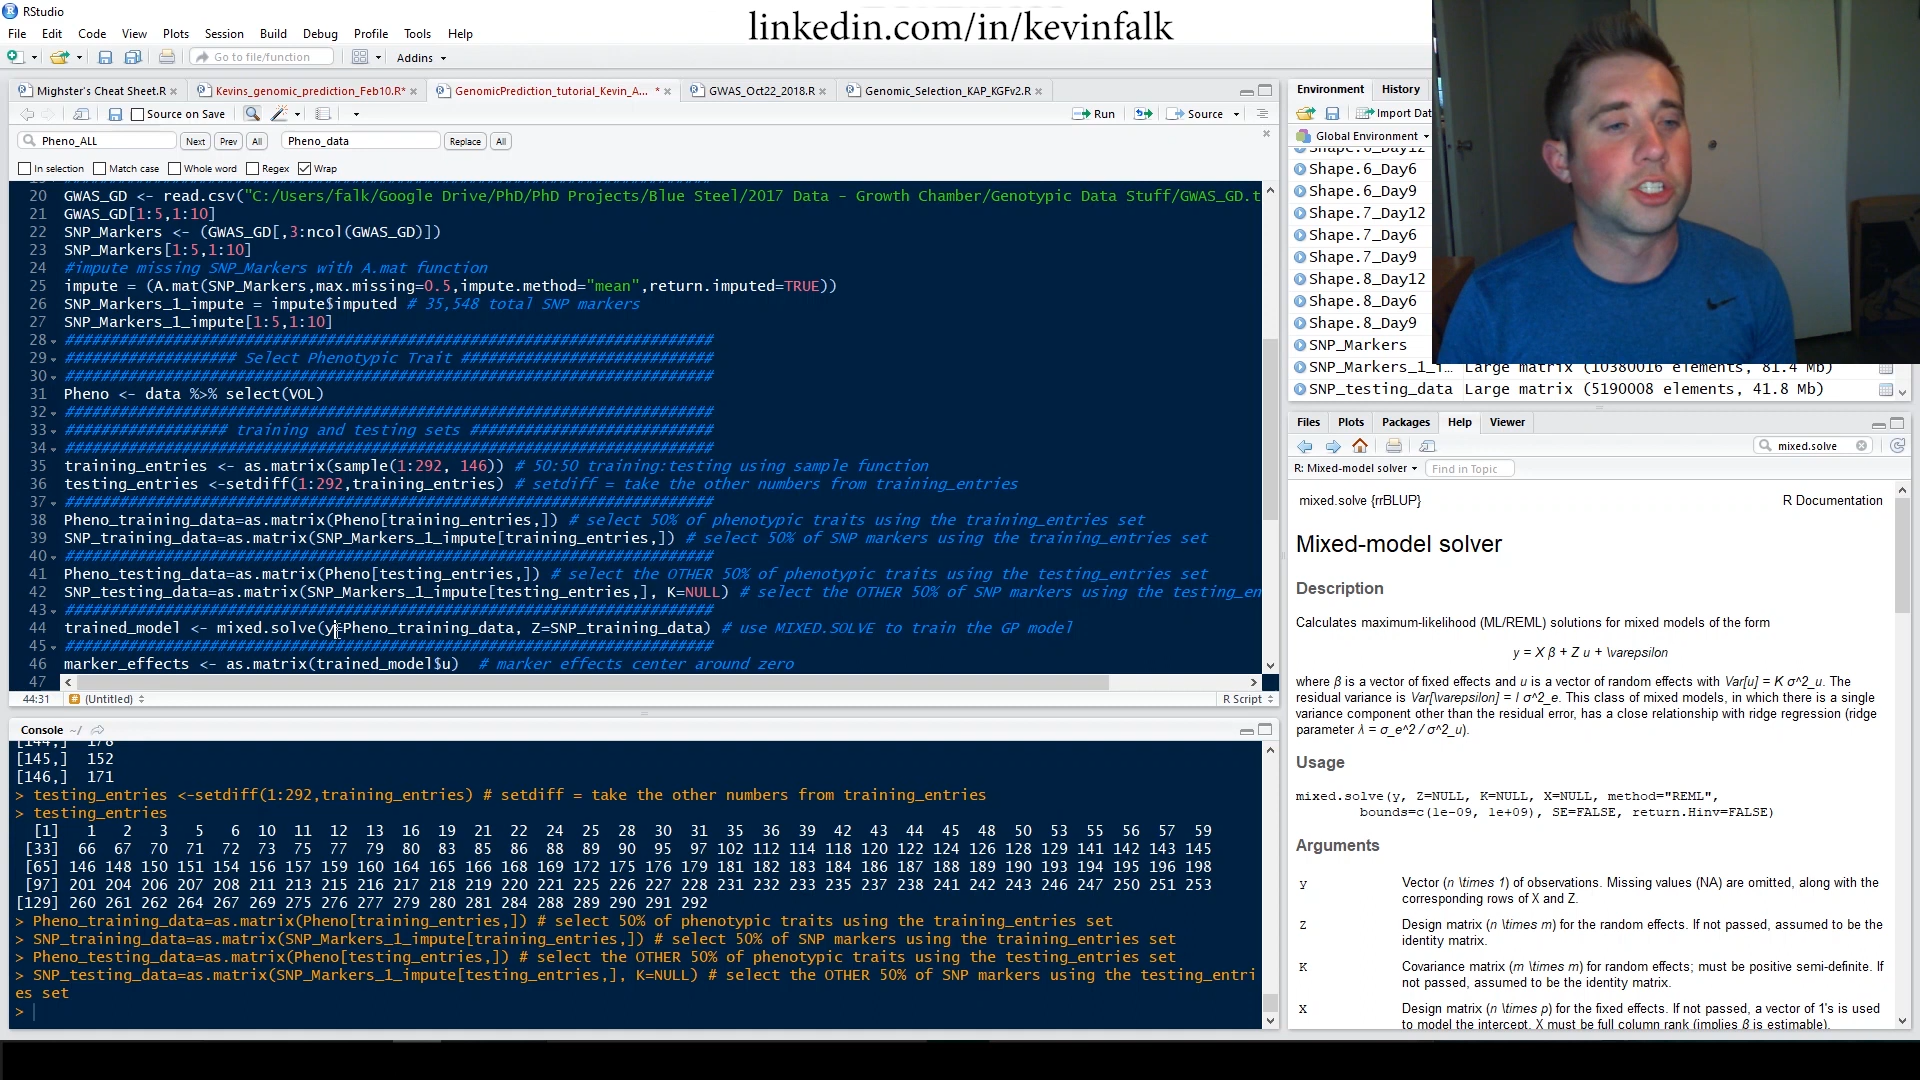 RStudio
linkedin.com/in/kevinfalk
File Edit Code View Plots Session Build Debug Profile Tools Help
Go to file/function Addins
Mighster's Cheat Sheet.R Kevins_genomic_prediction_Feb10.R* GenomicPrediction_tutorial_Kevin_A... * GWAS_Oct22_2018.R Genomic_Selection_KAP_KGFv2.R
Source on Save Run Source
Pheno_ALL Next Prev All Pheno_data Replace All
In selection Match case Whole word Regex Wrap
20 GWAS_GD <- read.csv("C:/Users/falk/Google Drive/PhD/PhD Projects/Blue Steel/2017 Data - Growth Chamber/Genotypic Data Stuff/GWAS_GD.t
21 GWAS_GD[1:5,1:10]
22 SNP_Markers <- (GWAS_GD[,3:ncol(GWAS_GD)])
23 SNP_Markers[1:5,1:10]
24 #impute missing SNP_Markers with A.mat function
25 impute = (A.mat(SNP_Markers,max.missing=0.5,impute.method="mean",return.imputed=TRUE))
26 SNP_Markers_1_impute = impute$imputed # 35,548 total SNP markers
27 SNP_Markers_1_impute[1:5,1:10]
28 ########################################################################
29 ################### Select Phenotypic Trait ############################
30 ########################################################################
31 Pheno <- data %>% select(VOL)
32 ########################################################################
33 ################## training and testing sets ###########################
34 ########################################################################
35 training_entries <- as.matrix(sample(1:292, 146)) # 50:50 training:testing using sample function
36 testing_entries <-setdiff(1:292,training_entries) # setdiff = take the other numbers from training_entries
37 ########################################################################
38 Pheno_training_data=as.matrix(Pheno[training_entries,]) # select 50% of phenotypic traits using the training_entries set
39 SNP_training_data=as.matrix(SNP_Markers_1_impute[training_entries,]) # select 50% of SNP markers using the training_entries set
40 ########################################################################
41 Pheno_testing_data=as.matrix(Pheno[testing_entries,]) # select the OTHER 50% of phenotypic traits using the testing_entries set
42 SNP_testing_data=as.matrix(SNP_Markers_1_impute[testing_entries,], K=NULL) # select the OTHER 50% of SNP markers using the testing_en
43 ########################################################################
44 trained_model <- mixed.solve(y=Pheno_training_data, Z=SNP_training_data) # use MIXED.SOLVE to train the GP model
45 ########################################################################
46 marker_effects <- as.matrix(trained_model$u) # marker effects center around zero
47
44:31 (Untitled) R Script
Console ~/
[144,] 178
[145,] 152
[146,] 171
> testing_entries <-setdiff(1:292,training_entries) # setdiff = take the other numbers from training_entries
> testing_entries
[1] 1 2 3 5 6 10 11 12 13 16 19 21 22 24 25 28 30 31 35 36 39 42 43 44 45 48 50 53 55 56 57 59
[33] 66 67 70 71 72 73 75 77 79 80 83 85 86 88 89 90 95 97 102 112 114 118 120 122 124 126 128 129 141 142 143 145
[65] 146 148 150 151 154 156 157 159 160 164 165 166 168 169 172 175 176 179 181 182 183 184 186 187 188 189 190 193 194 195 196 198
[97] 201 204 206 207 208 211 213 215 216 217 218 219 220 221 225 226 227 228 231 232 233 235 237 238 241 242 243 246 247 250 251 253
[129] 260 261 262 264 267 269 275 276 277 279 280 281 284 288 289 290 291 292
> Pheno_training_data=as.matrix(Pheno[training_entries,]) # select 50% of phenotypic traits using the training_entries set
> SNP_training_data=as.matrix(SNP_Markers_1_impute[training_entries,]) # select 50% of SNP markers using the training_entries set
> Pheno_testing_data=as.matrix(Pheno[testing_entries,]) # select the OTHER 50% of phenotypic traits using the testing_entries set
> SNP_testing_data=as.matrix(SNP_Markers_1_impute[testing_entries,], K=NULL) # select the OTHER 50% of SNP markers using the testing_entri
es set
>
Environment History
Import Dat
Global Environment
Shape.6_Day12
Shape.6_Day6
Shape.6_Day9
Shape.7_Day12
Shape.7_Day6
Shape.7_Day9
Shape.8_Day12
Shape.8_Day6
Shape.8_Day9
SNP_Markers
SNP_Markers_1_i… Large matrix (10380016 elements, 81.4 Mb)
SNP_testing_data Large matrix (5190008 elements, 41.8 Mb)
Files Plots Packages Help Viewer
mixed.solve
R: Mixed-model solver Find in Topic
mixed.solve {rrBLUP} R Documentation
Mixed-model solver
Description
Calculates maximum-likelihood (ML/REML) solutions for mixed models of the form
y = X β + Z u + \varepsilon
where β is a vector of fixed effects and u is a vector of random effects with Var[u] = K σ^2_u. The
residual variance is Var[\varepsilon] = I σ^2_e. This class of mixed models, in which there is a single
variance component other than the residual error, has a close relationship with ridge regression (ridge
parameter λ = σ_e^2 / σ^2_u).
Usage
mixed.solve(y, Z=NULL, K=NULL, X=NULL, method="REML",
bounds=c(1e-09, 1e+09), SE=FALSE, return.Hinv=FALSE)
Arguments
y Vector (n \times 1) of observations. Missing values (NA) are omitted, along with the
corresponding rows of X and Z.
Z Design matrix (n \times m) for the random effects. If not passed, assumed to be the
identity matrix.
K Covariance matrix (m \times m) for random effects; must be positive semi-definite. If
not passed, assumed to be the identity matrix.
X Design matrix (n \times p) for the fixed effects. If not passed, a vector of 1's is used
to model the intercept. X must be full column rank (implies β is estimable).